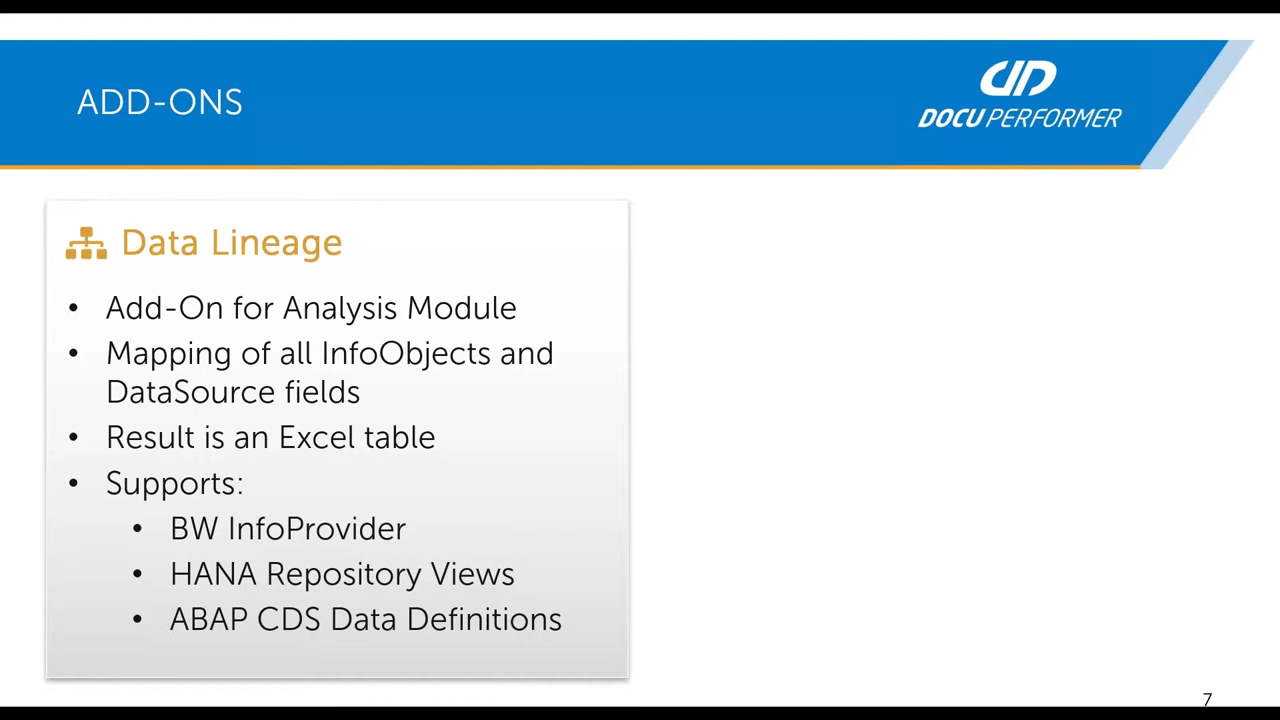 ADD-ONS
DOCU PERFORMER
Data Lineage
• Add-On for Analysis Module
• Mapping of all InfoObjects and
DataSource fields
• Result is an Excel table
• Supports:
• BW InfoProvider
• HANA Repository Views
• ABAP CDS Data Definitions
7